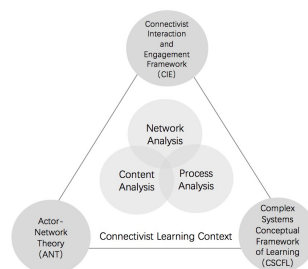 Connectivist
Interaction
and
Engagement
Framework
(CIE)
Network
Analysis
Content
Analysis
Process
Analysis
Actor-
Network
Theory
(ANT)
Connectivist Learning Context
Complex
Systems
Conceptual
Framework
of Learning
(CSCFL)